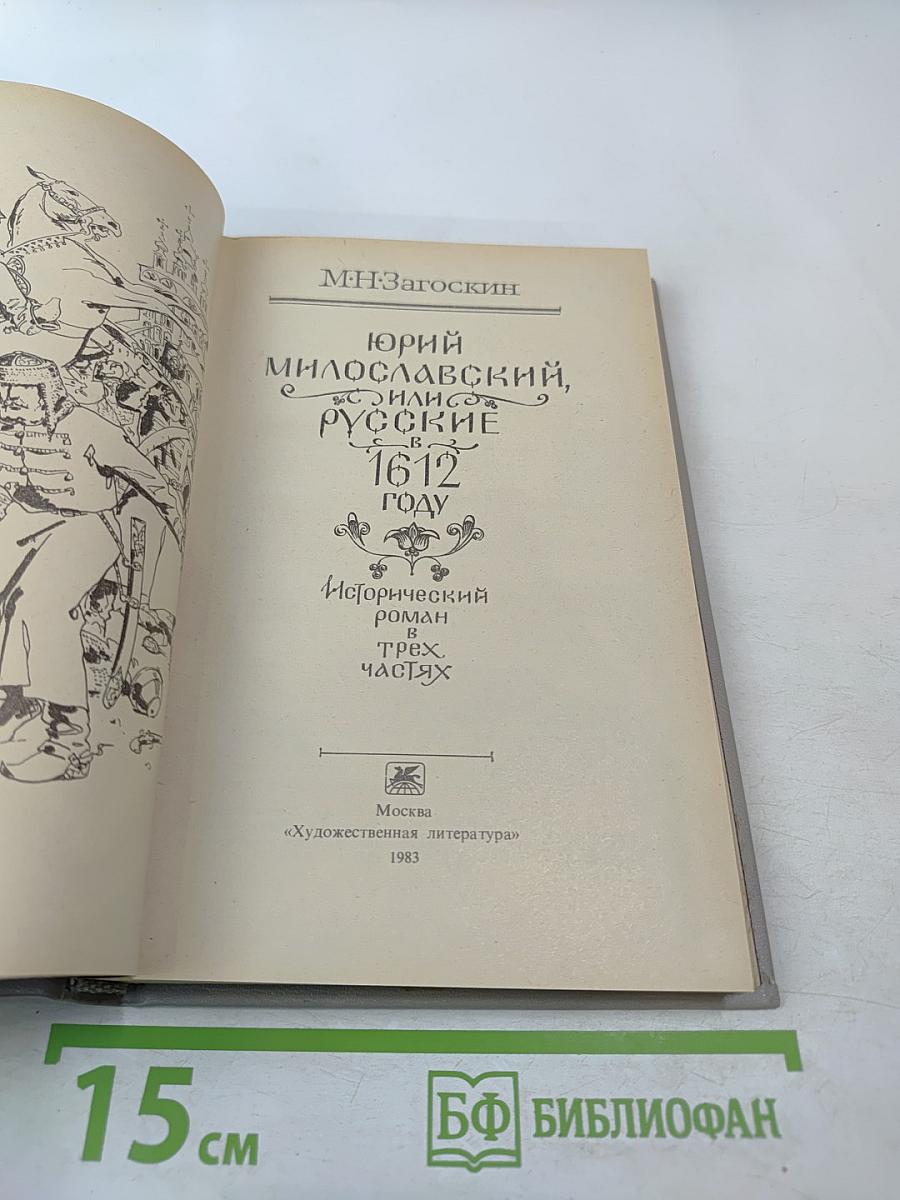 М·Н·Загоскин
ЮРИЙ
МИЛОСЛАВСКИЙ,
ИЛИ
РУССКИЕ
В
1612
ГОДУ
Исторический
роман
в
трех
частях
Москва
«Художественная литература»
1983
15 см
БФ БИБЛИОФАН